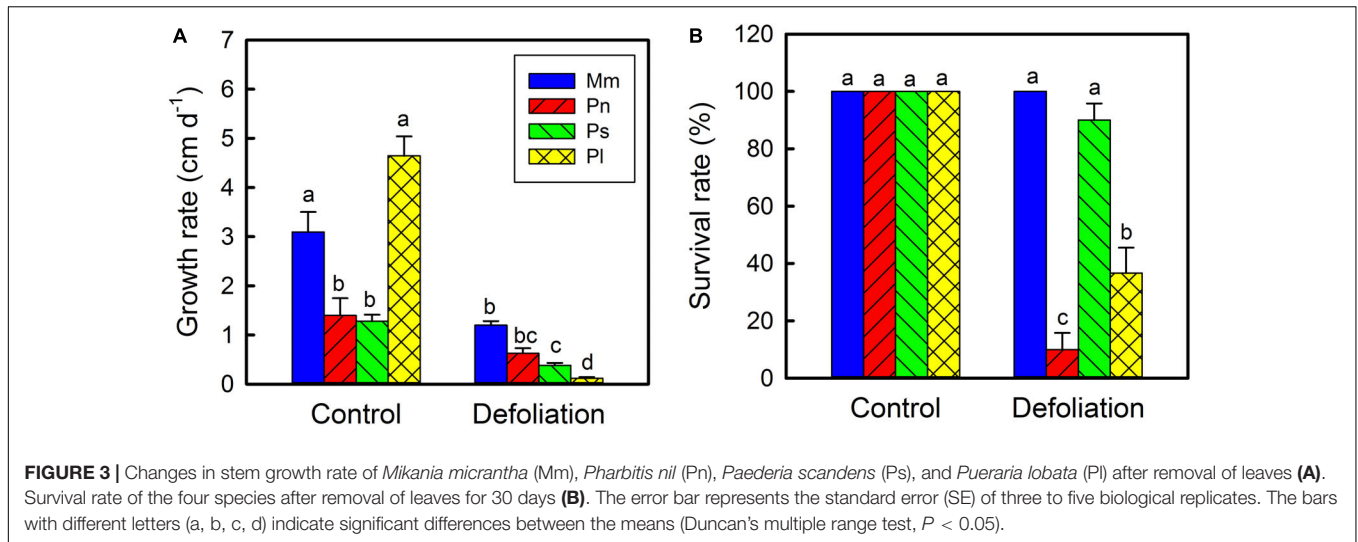 A
Growth rate (cm d-1)
7
6
5
4
3
2
1
0
Mm
Pn
Ps
Pl
a
b
b
a
b
bc
c
d
Control
Defoliation
B
Survival rate (%)
120
100
80
60
40
20
0
a
a
a
a
a
c
a
b
Control
Defoliation
FIGURE 3 | Changes in stem growth rate of Mikania micrantha (Mm), Pharbitis nil (Pn), Paederia scandens (Ps), and Pueraria lobata (Pl) after removal of leaves (A).
Survival rate of the four species after removal of leaves for 30 days (B). The error bar represents the standard error (SE) of three to five biological replicates. The bars
with different letters (a, b, c, d) indicate significant differences between the means (Duncan's multiple range test, P < 0.05).